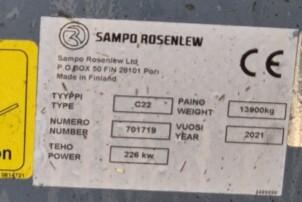 SAMPO ROSENLEW
Sampo Rosenlew Ltd
P.O.BOX 50 FIN 28101 Pori
Made in Finland
CE
TYYPPI
TYPE
C22
PAINO
WEIGHT
13900kg
NUMERO
NUMBER
701719
VUOSI
YEAR
2021
TEHO
POWER
226 kw
on